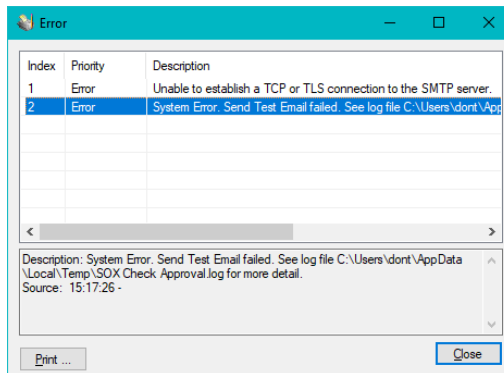 Error
Index Priority Description
1 Error Unable to establish a TCP or TLS connection to the SMTP server.
2 Error System Error. Send Test Email failed. See log file C:\Users\dont\App
Description: System Error. Send Test Email failed. See log file C:\Users\dont\AppData
\Local\Temp\SOX Check Approval.log for more detail.
Source: 15:17:26 -
Print ...
Close